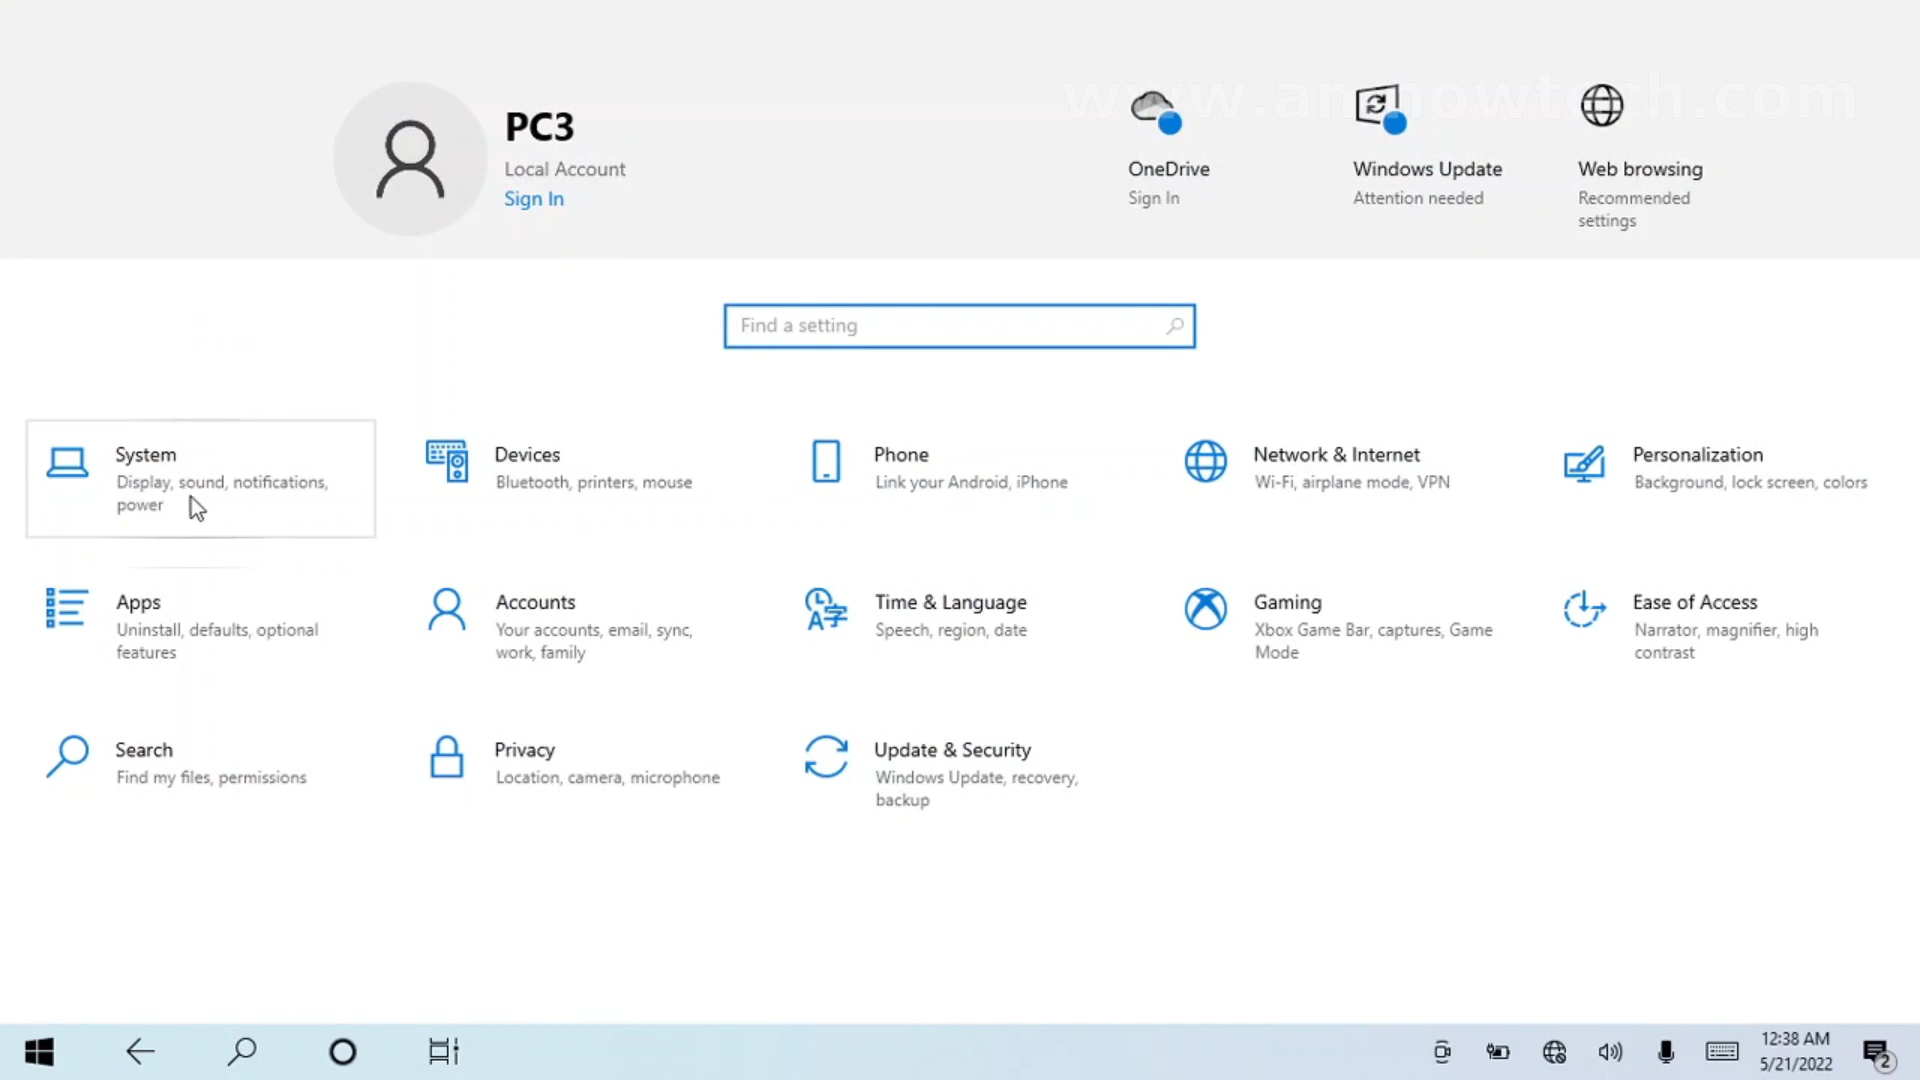 www.aminowtech.com
PC3
Local Account
Sign In
OneDrive
Sign In
Windows Update
Attention needed
Web browsing
Recommended
settings
Find a setting
System
Display, sound, notifications,
power
Devices
Bluetooth, printers, mouse
Phone
Link your Android, iPhone
Network & Internet
Wi-Fi, airplane mode, VPN
Personalization
Background, lock screen, colors
Apps
Uninstall, defaults, optional
features
Accounts
Your accounts, email, sync,
work, family
Time & Language
Speech, region, date
Gaming
Xbox Game Bar, captures, Game
Mode
Ease of Access
Narrator, magnifier, high
contrast
Search
Find my files, permissions
Privacy
Location, camera, microphone
Update & Security
Windows Update, recovery,
backup
12:38 AM
5/21/2022
2